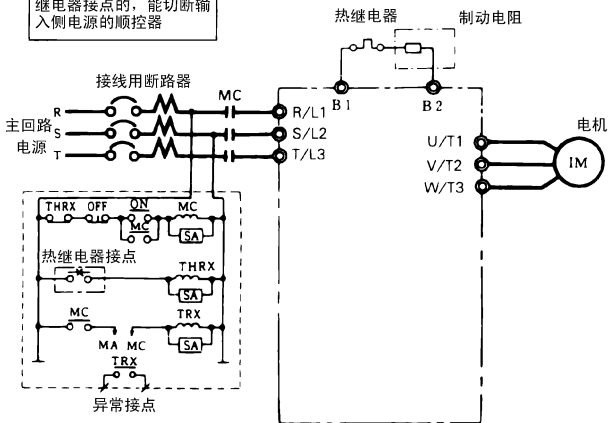 继电器接点的，能切断输
入侧电源的顺控器
热继电器
制动电阻
接线用断路器
MC
B1
B2
R
R/L1
主回路
S
S/L2
电源
T
T/L3
U/T1
V/T2
W/T3
电机
IM
THRX
OFF
ON
MC
MC
SA
热继电器接点
THRX
SA
MC
TRX
MA
MC
SA
TRX
异常接点